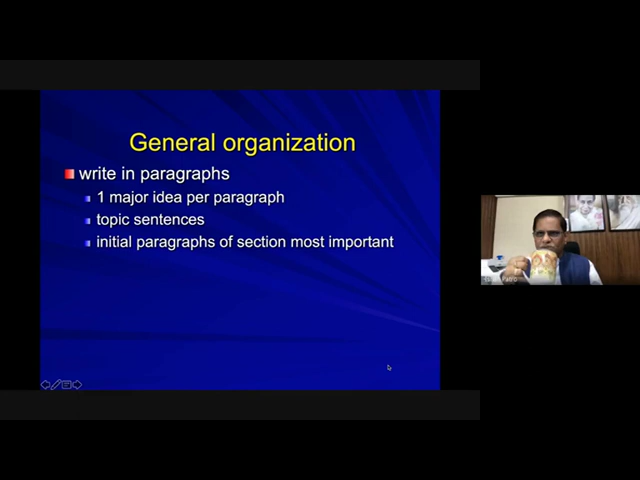 General organization
write in paragraphs
1 major idea per paragraph
topic sentences
initial paragraphs of section most important